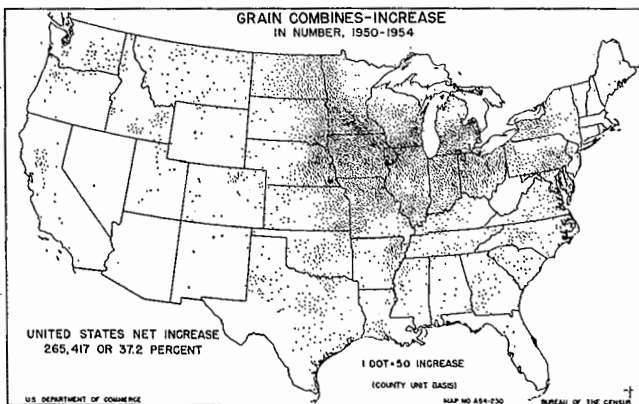 GRAIN COMBINES-INCREASE
IN NUMBER, 1950-1954
UNITED STATES NET INCREASE
265,417 OR 37.2 PERCENT
1 DOT=50 INCREASE
(COUNTY UNIT BASIS)
U.S. DEPARTMENT OF COMMERCE
MAP NO. A54-230
BUREAU OF THE CENSUS